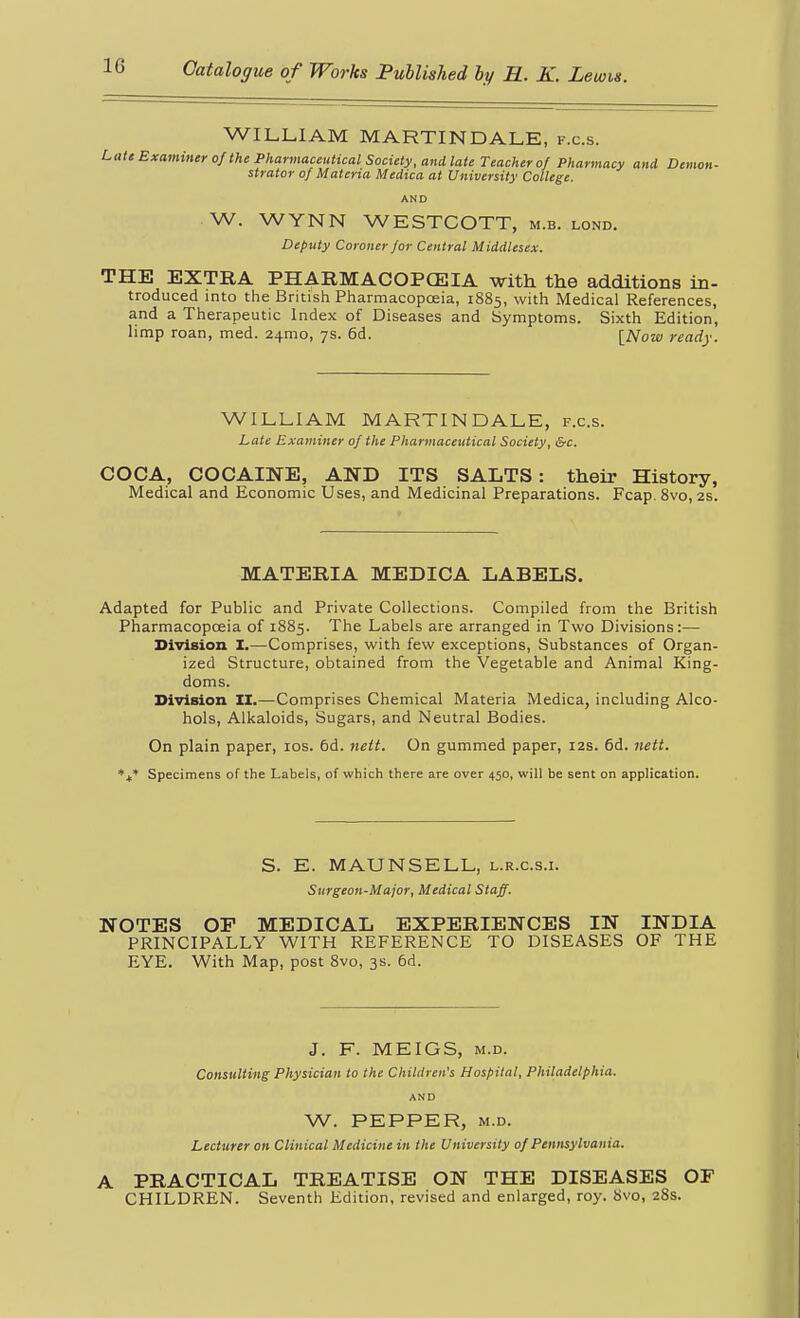 16 Catalogue of Works Published by H. K. Lewis.
WILLIAM MARTINDALE, F.C.S.
Late Examiner of the Pharmaceutical Society, and late Teacher of Pharmacy and Demon-
strator of Materia Medica at University College.
AND
W. WYNN WESTCOTT, M.B. LOND.
Deputy Coroner for Central Middlesex.
THE EXTRA PHARMACOPŒIA with the additions in-
troduced into the British Pharmacopœia, 1885, with Medical References,
and a Therapeutic Index of Diseases and Symptoms. Sixth Edition,
limp roan, med. 24mo, 7s. 6d. [Now ready.
WILLIAM MARTINDALE, F.C.S.
Late Examiner of the Pharmaceutical Society, &c.
COCA, COCAINE, AND ITS SALTS: their History,
Medical and Economic Uses, and Medicinal Preparations. Fcap. 8vo, 2s.
MATERIA MEDICA LABELS.
Adapted for Public and Private Collections. Compiled from the British
Pharmacopœia of 1885. The Labels are arranged in Two Divisions:—
Division I.—Comprises, with few exceptions, Substances of Organ-
ized Structure, obtained from the Vegetable and Animal King-
doms.
Division II.—Comprises Chemical Materia Medica, including Alco-
hols, Alkaloids, Sugars, and Neutral Bodies.
On plain paper, 10s. 6d. nett. On gummed paper, 12s. 6d. nett.
*** Specimens of the Labels, of which there are over 450, will be sent on application.
S. E. MAUNSELL, L.R.C.S.I.
Surgeon-Major, Medical Staff.
NOTES OF MEDICAL EXPERIENCES IN INDIA
PRINCIPALLY WITH REFERENCE TO DISEASES OF THE
EYE. With Map, post 8vo, 3s. 6d.
J. F. MEIGS, M.D.
Consulting Physician to the Children's Hospital, Philadelphia.
AND
W. PEPPER, M.D.
Lecturer on Clinical Medicine in the University of Pennsylvania.
A PRACTICAL TREATISE ON THE DISEASES OF
CHILDREN. Seventh Edition, revised and enlarged, roy. 8vo, 28s.